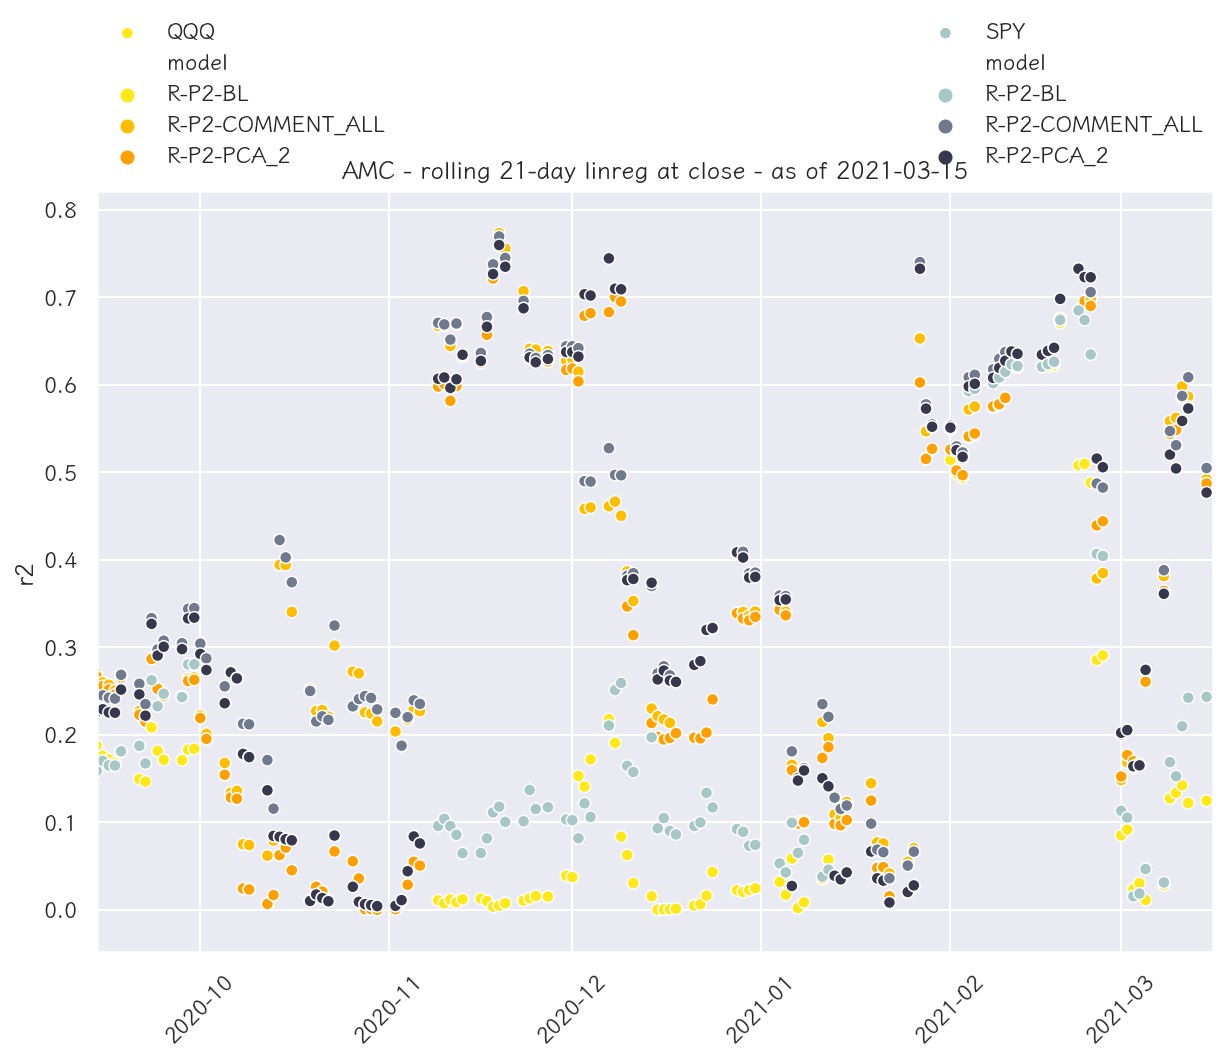 QQQ
model
R-P2-BL
R-P2-COMMENT_ALL
R-P2-PCA_2
SPY
model
R-P2-BL
R-P2-COMMENT_ALL
R-P2-PCA_2
AMC - rolling 21-day linreg at close - as of 2021-03-15
0.8
0.7
0.6
0.5
0.4
0.3
0.2
0.1
0.0
r2
2020-10
2020-11
2020-12
2021-01
2021-02
2021-03